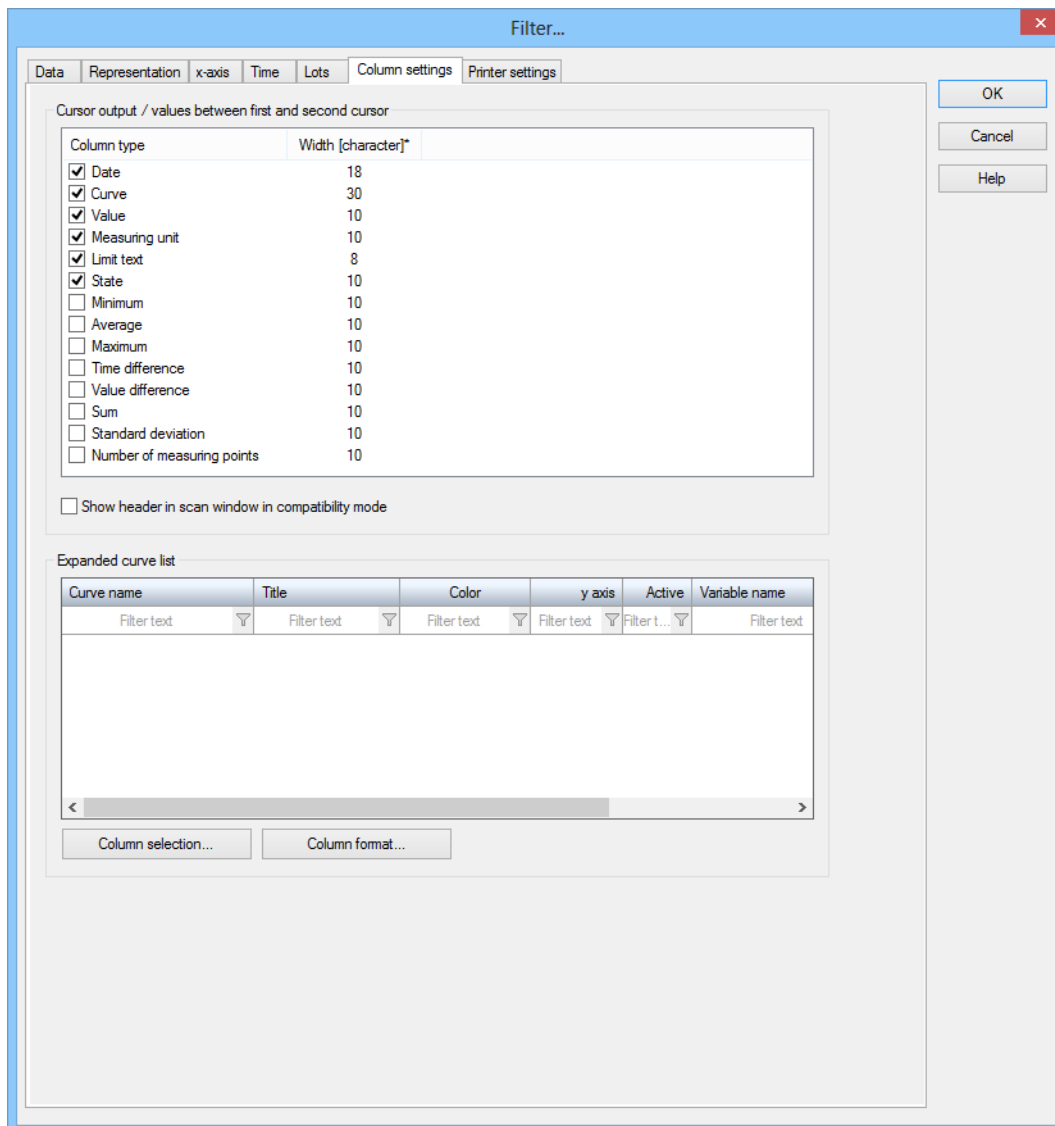 Filter...
Data Representation x-axis Time Lots Column settings Printer settings
OK
Cancel
Help
Cursor output / values between first and second cursor
Column type Width [character]*
Date 18
Curve 30
Value 10
Measuring unit 10
Limit text 8
State 10
Minimum 10
Average 10
Maximum 10
Time difference 10
Value difference 10
Sum 10
Standard deviation 10
Number of measuring points 10
Show header in scan window in compatibility mode
Expanded curve list
Curve name Title Color y axis Active Variable name
Filter text Filter text Filter text Filter text Filter t... Filter text
Column selection... Column format...